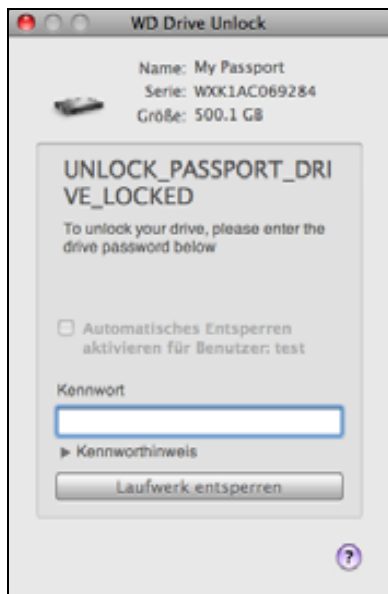 WD Drive Unlock
Name: My Passport
Serie: WXK1AC069284
Größe: 500.1 GB
UNLOCK_PASSPORT_DRI
VE_LOCKED
To unlock your drive, please enter the
drive password below
Automatisches Entsperren
aktivieren für Benutzer: test
Kennwort
Kennworthinweis
Laufwerk entsperren
?